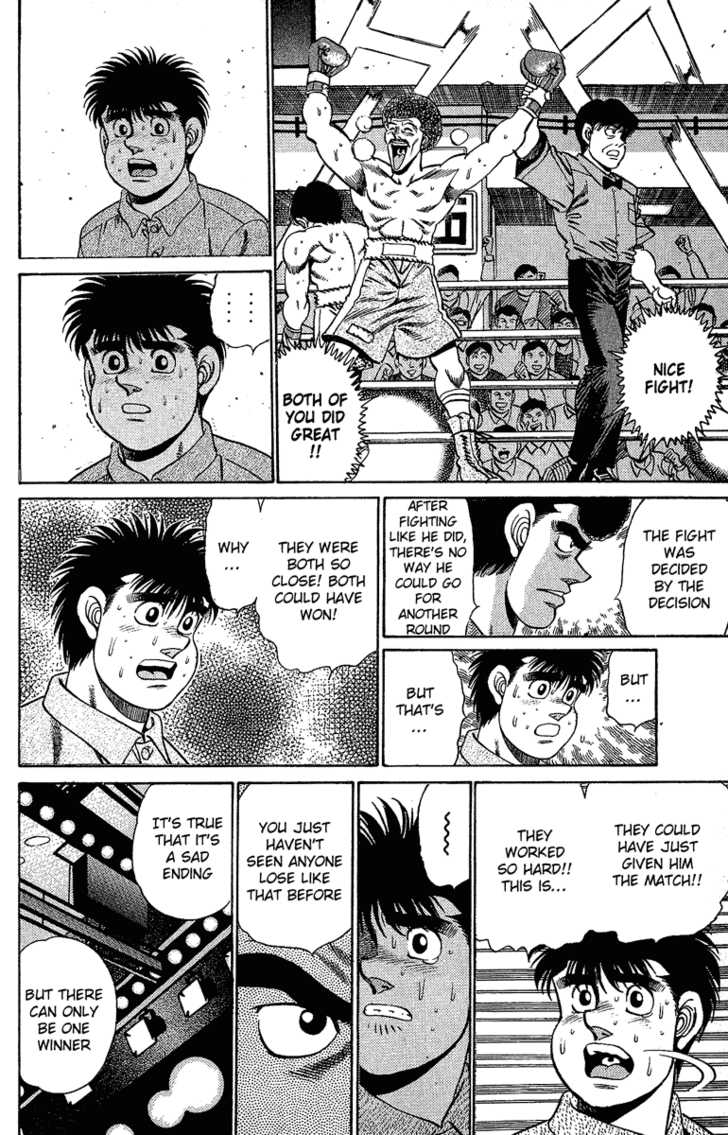 NICE
FIGHT!
BOTH OF
YOU DID
GREAT
!!
......
THE FIGHT
WAS
DECIDED
BY THE
DECISION
AFTER
FIGHTING
LIKE HE DID,
THERE'S NO
WAY HE
COULD GO
FOR
ANOTHER
ROUND
BUT
...
BUT
THAT'S
...
THEY WERE
BOTH SO
CLOSE! BOTH
COULD HAVE
WON!
WHY
...
THEY COULD
HAVE JUST
GIVEN HIM
THE MATCH!!
THEY
WORKED
SO HARD!!
THIS IS...
YOU JUST
HAVEN'T
SEEN ANYONE
LOSE LIKE
THAT BEFORE
IT'S TRUE
THAT IT'S
A SAD
ENDING
BUT THERE
CAN ONLY
BE ONE
WINNER